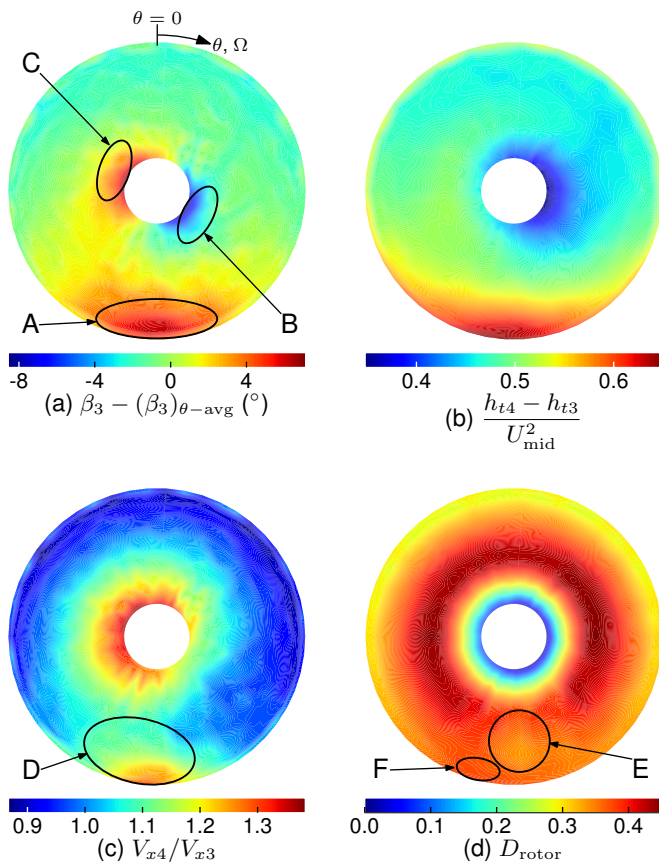 θ = 0
θ, Ω
C
A
B
-8 -4 0 4
(a) β₃ − (β₃)θ−avg (°)
0.4 0.5 0.6
(b) hₜ₄ − hₜ₃ / U²mid
D
0.9 1.0 1.1 1.2 1.3
(c) Vₓ₄/Vₓ₃
F
E
0.0 0.1 0.2 0.3 0.4
(d) Drotor